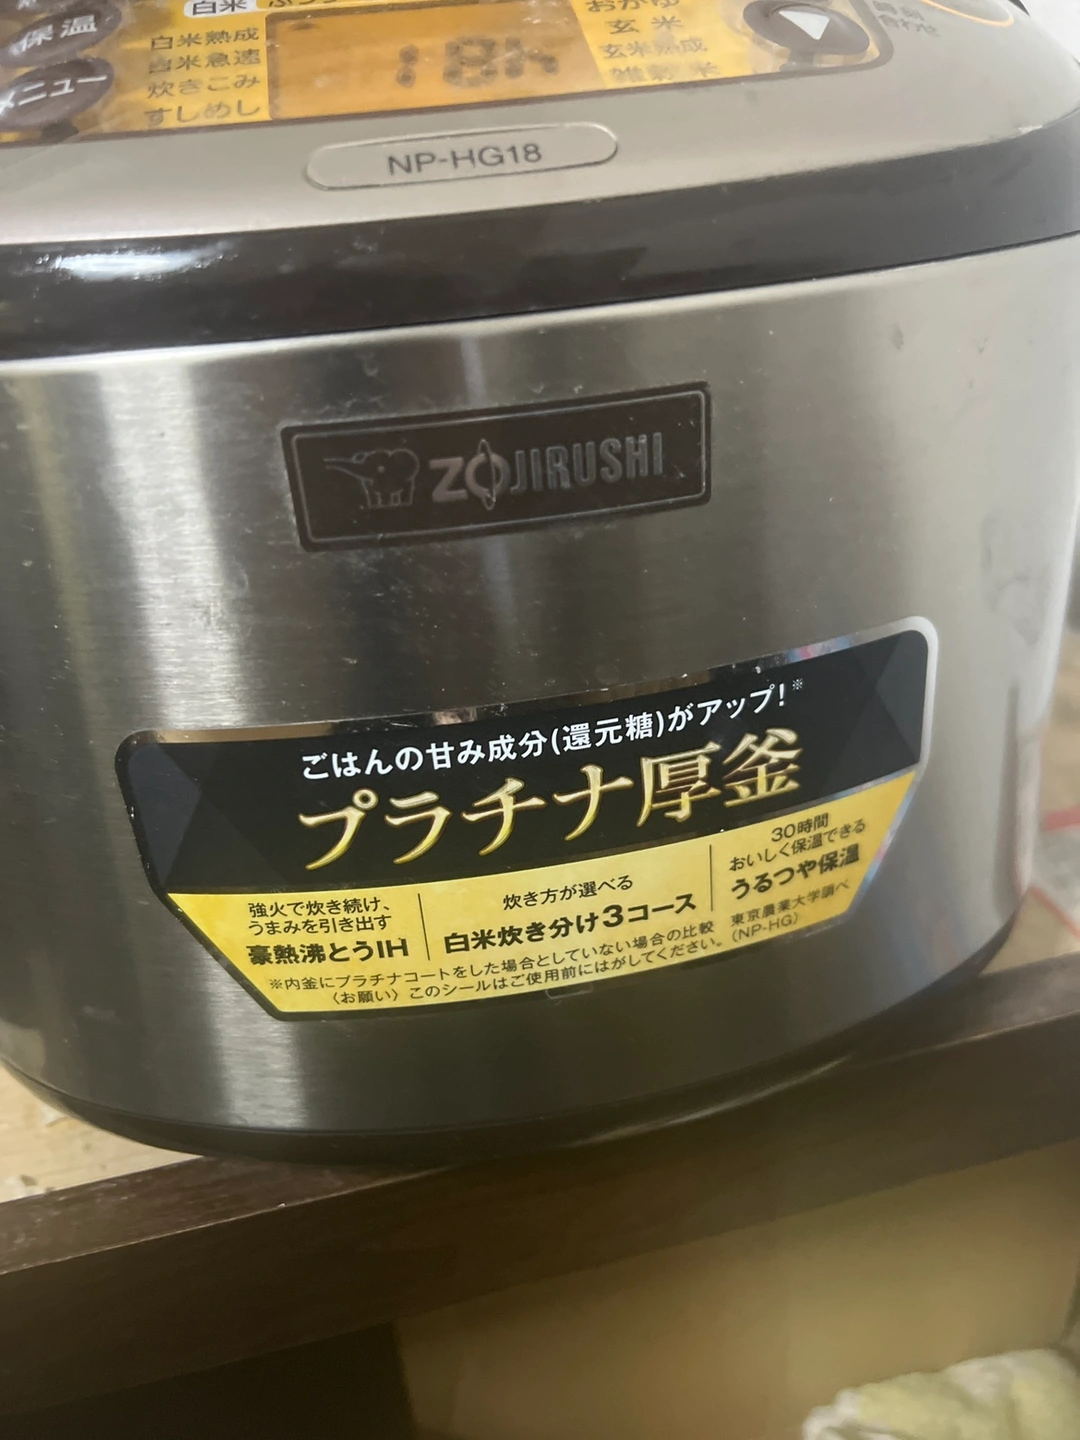 保温
メニュー
白米
白米熟成
白米急速
炊きこみ
すしめし
18h
おかゆ
玄米
玄米熟成
雑穀米
合わせ
NP-HG18
ZOJIRUSHI
ごはんの甘み成分(還元糖)がアップ!※
プラチナ厚釜
強火で炊き続け、
うまみを引き出す
豪熱沸とうIH
炊き方が選べる
白米炊き分け3コース
30時間
おいしく保温できる
うるつや保温
※内釜にプラチナコートをした場合としていない場合の比較 東京農業大学調べ
〈お願い〉このシールはご使用前にはがしてください。(NP-HG)